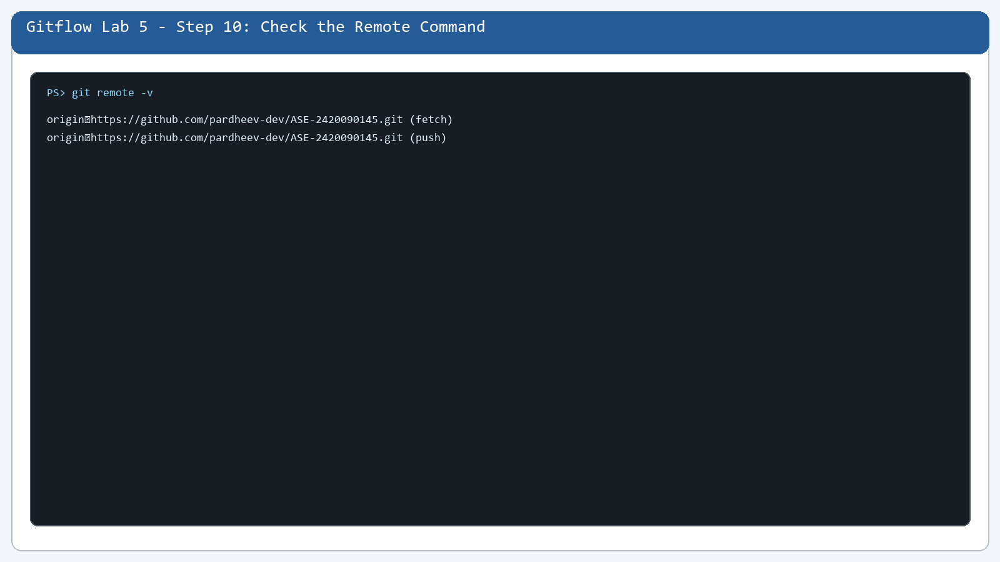 Gitflow Lab 5 - Step 10: Check the Remote Command
PS> git remote -v
origin	https://github.com/pardheev-dev/ASE-2420090145.git (fetch)
origin	https://github.com/pardheev-dev/ASE-2420090145.git (push)